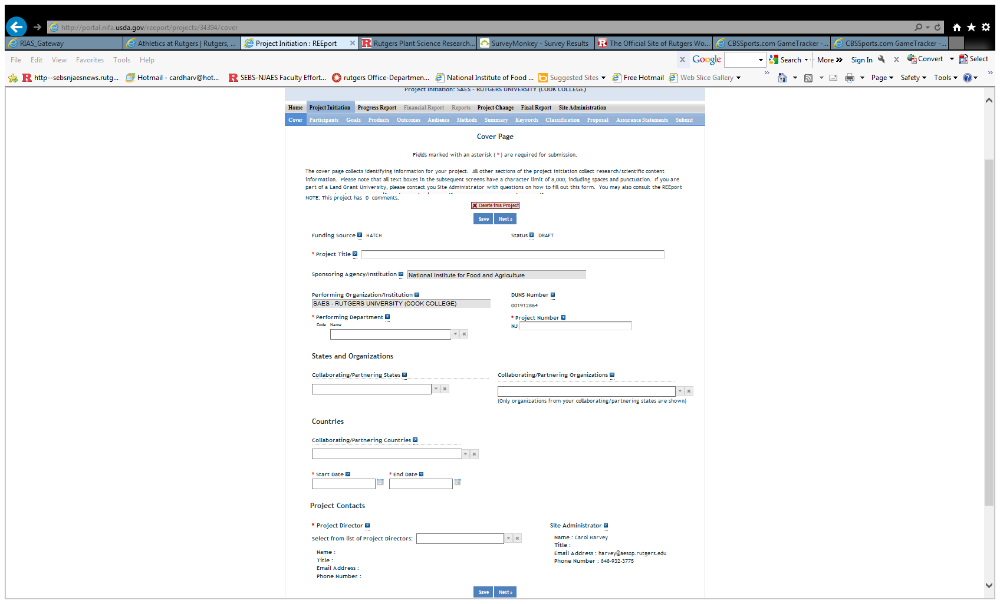 http://portal.nifa.usda.gov/reeport/projects/34394/cover
RIAS_Gateway
Athletics at Rutgers | Rutgers, ...
Project Initiation : REEport
Rutgers Plant Science Research...
SurveyMonkey - Survey Results
The Official Site of Rutgers Wo...
CBSSports.com GameTracker -...
CBSSports.com GameTracker -...
File Edit View Favorites Tools Help
x Google Search More » Sign In x Convert Select
http--sebsnjaesnews.rutg... Hotmail - cardharv@hot... SEBS-NJAES Faculty Effort... rutgers Office-Departmen... National Institute of Food ... Suggested Sites Free Hotmail Web Slice Gallery » Page Safety Tools »
Project Initiation: SAES - RUTGERS UNIVERSITY (COOK COLLEGE)
Home Project Initiation Progress Report Financial Report Reports Project Change Final Report Site Administration
Cover Participants Goals Products Outcomes Audience Methods Summary Keywords Classification Proposal Assurance Statements Submit
Cover Page
Fields marked with an asterisk ( * ) are required for submission.
The cover page collects identifying information for your project. All other sections of the project initiation collect research/scientific content
information. Please note that all text boxes in the subsequent screens have a character limit of 8,000, including spaces and punctuation. If you are
part of a Land Grant University, please contact you Site Administrator with questions on how to fill out this form. You may also consult the REEport
NOTE: This project has 0 comments.
Delete this Project
Save Next »
Funding Source HATCH Status DRAFT
* Project Title
Sponsoring Agency/Institution National Institute for Food and Agriculture
Performing Organization/Institution DUNS Number
SAES - RUTGERS UNIVERSITY (COOK COLLEGE) 001912864
* Performing Department * Project Number
Code Name NJ
States and Organizations
Collaborating/Partnering States Collaborating/Partnering Organizations
(Only organizations from your collaborating/partnering states are shown)
Countries
Collaborating/Partnering Countries
* Start Date * End Date
Project Contacts
* Project Director Site Administrator
Select from list of Project Directors:
Name : Carol Harvey
Title :
Email Address : harvey@aesop.rutgers.edu
Phone Number : 848-932-3775
Name :
Title :
Email Address :
Phone Number :
Save Next »